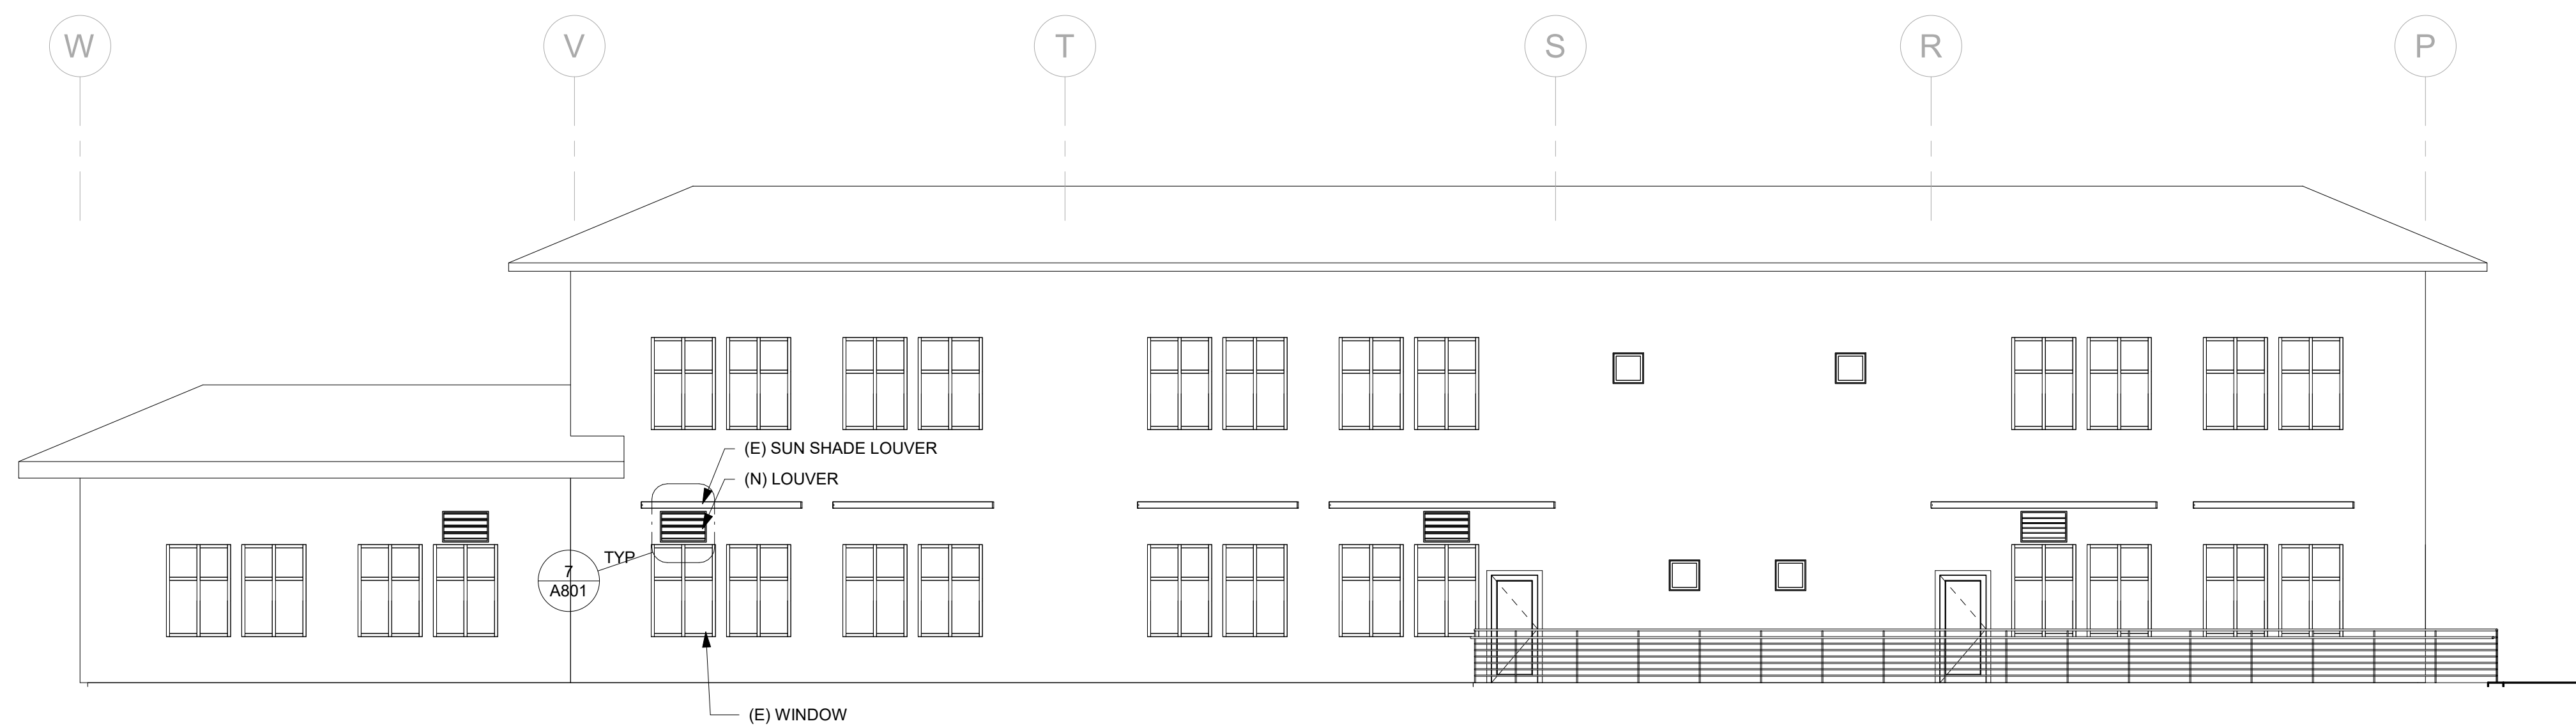 W
V
T
S
R
P
(E) SUN SHADE LOUVER
(N) LOUVER
TYP
7
A801
(E) WINDOW